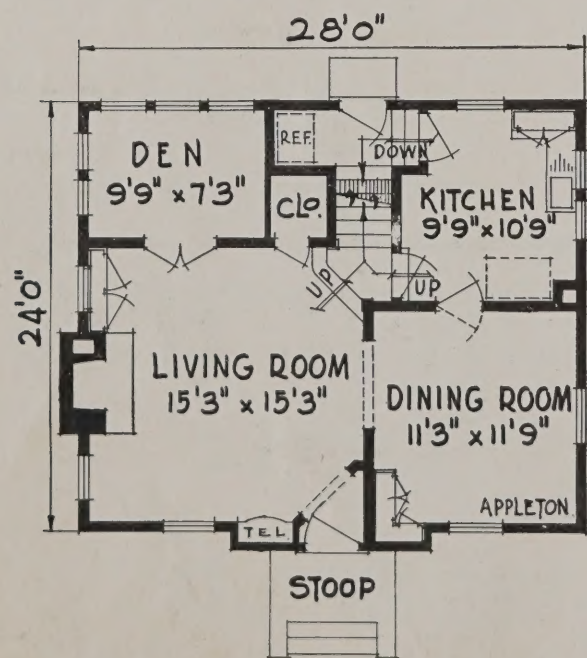 28'0"
24'0"
DEN
9'9" x 7'3"
REF.
DOWN
CLO.
KITCHEN
9'9" x 10'9"
UP
UP
LIVING ROOM
15'3" x 15'3"
DINING ROOM
11'3" x 11'9"
APPLETON
TEL.
STOOP